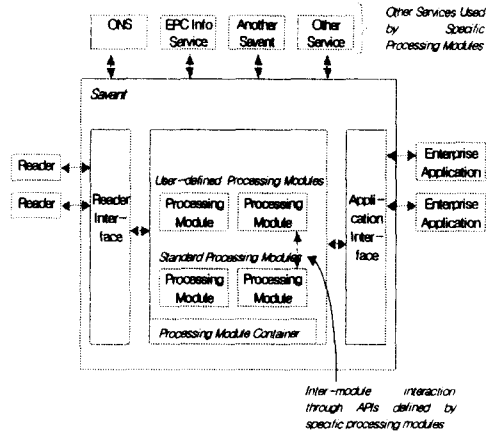 ONS
EPC Info
Service
Another
Savant
Other
Service
Other Services Used
by Specific
Processing Modules
Savant
Reader
Reader
Reader
Inter-
face
User-defined Processing Modules
Processing
Module
Processing
Module
Standard Processing Modules
Processing
Module
Processing
Module
Processing Module Container
Appli-
cation
Inter-
face
Enterprise
Application
Enterprise
Application
Inter-module interaction
through APIs defined by
specific processing modules